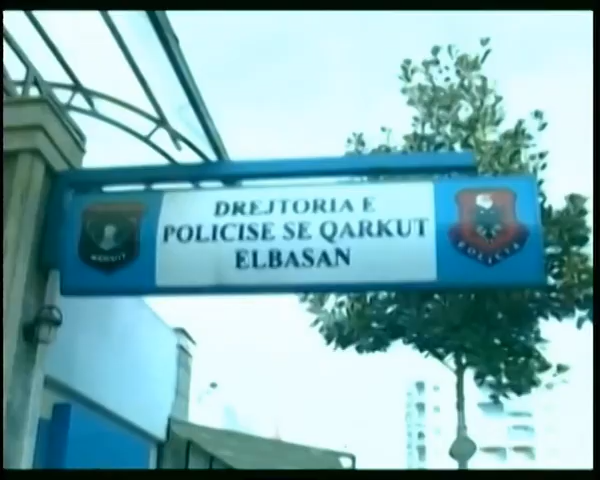 DREJTORIA E
POLICISE SE QARKUT
ELBASAN
POLICIA